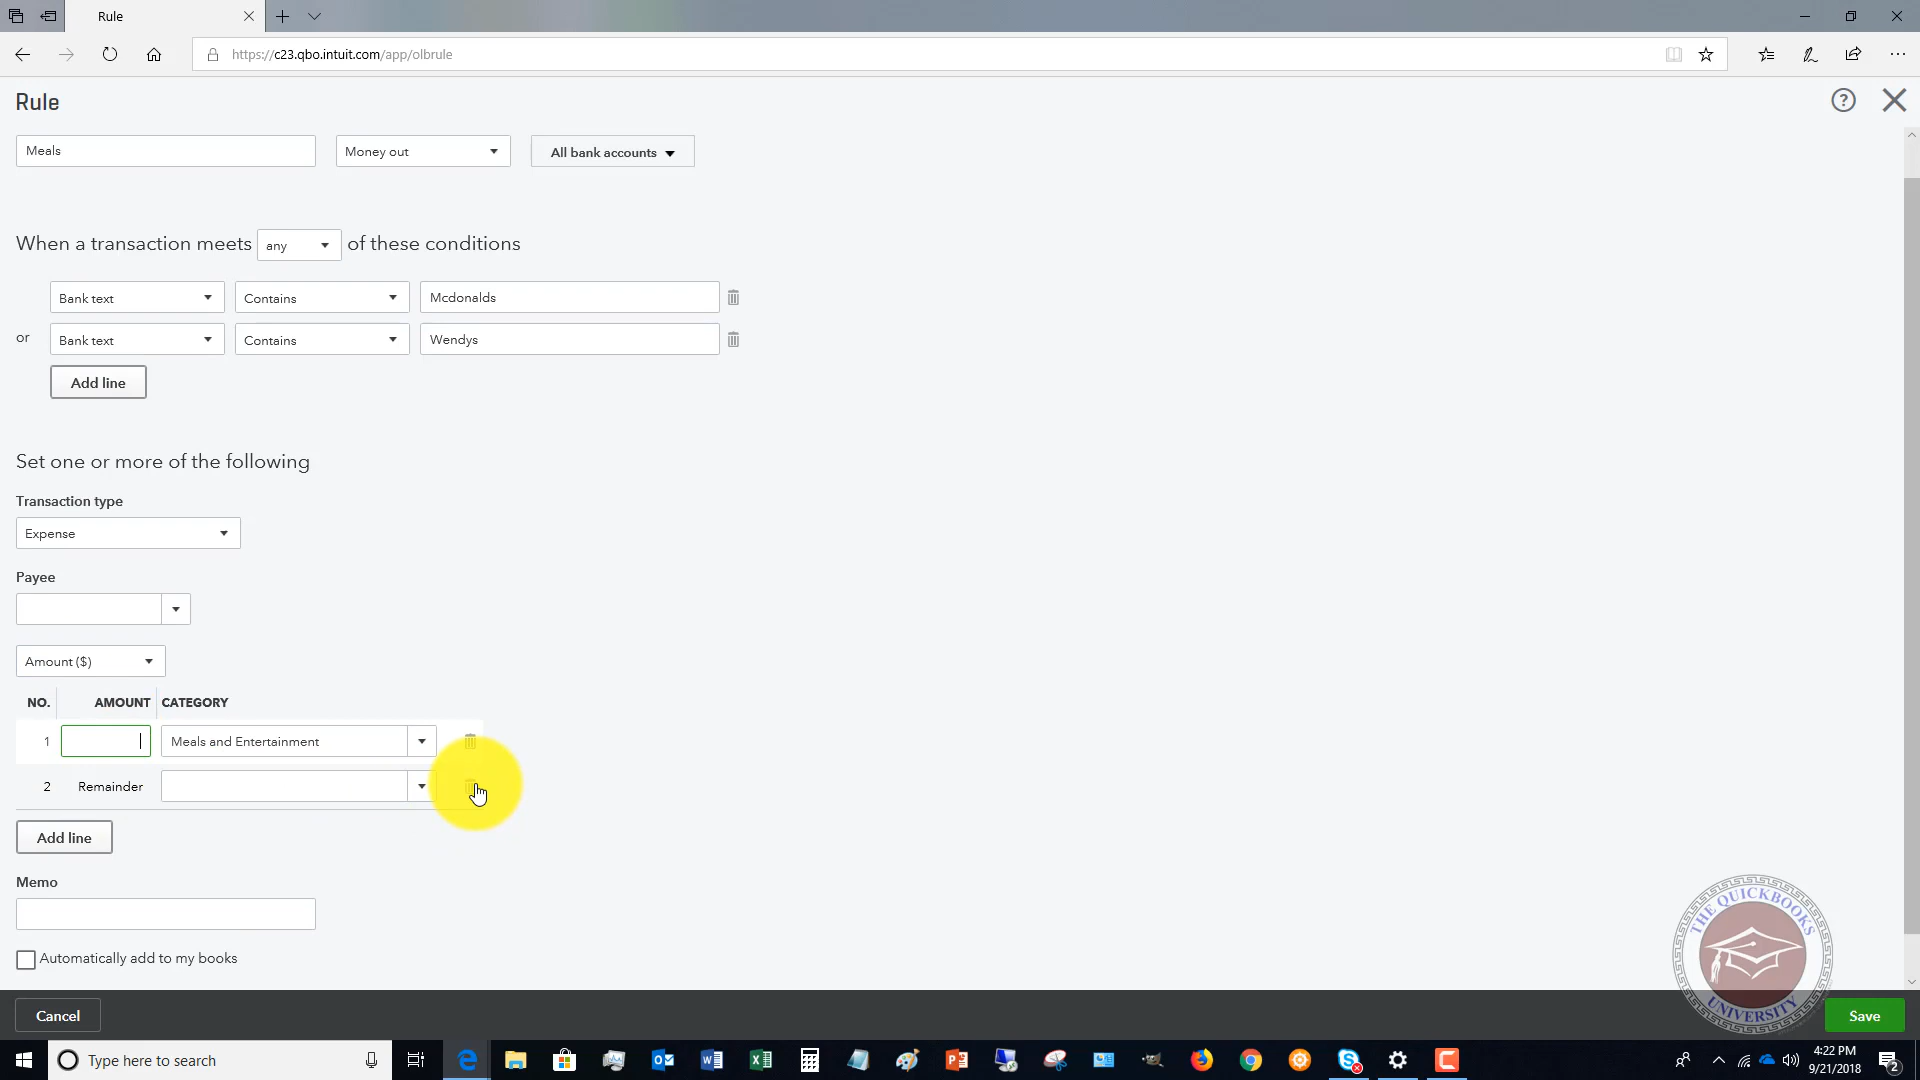 Rule
https://c23.qbo.intuit.com/app/olbrule
Rule
Meals
Money out
All bank accounts
When a transaction meets any of these conditions
Bank text Contains Mcdonalds
or Bank text Contains Wendys
Add line
Set one or more of the following
Transaction type
Expense
Payee
Amount ($)
NO. AMOUNT CATEGORY
1 Meals and Entertainment
2 Remainder
Add line
Memo
Automatically add to my books
THE QUICKBOOKS
UNIVERSITY
Cancel
Save
Type here to search
4:22 PM
9/21/2018
2